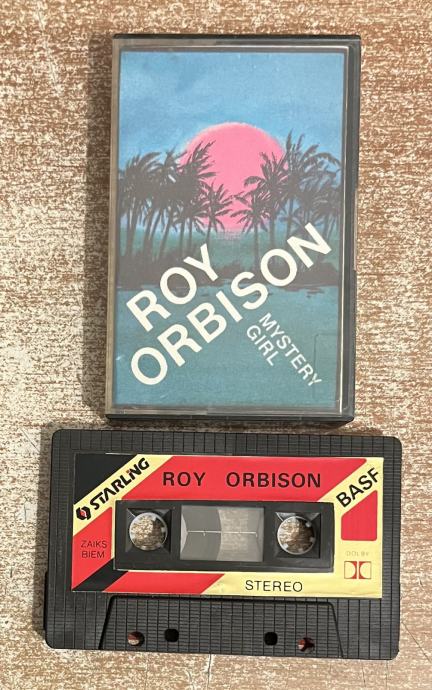 ROY
ORBISON
MYSTERY
GIRL
STARLING
ROY ORBISON
BASF
ZAIKS
BIEM
DOLBY
STEREO